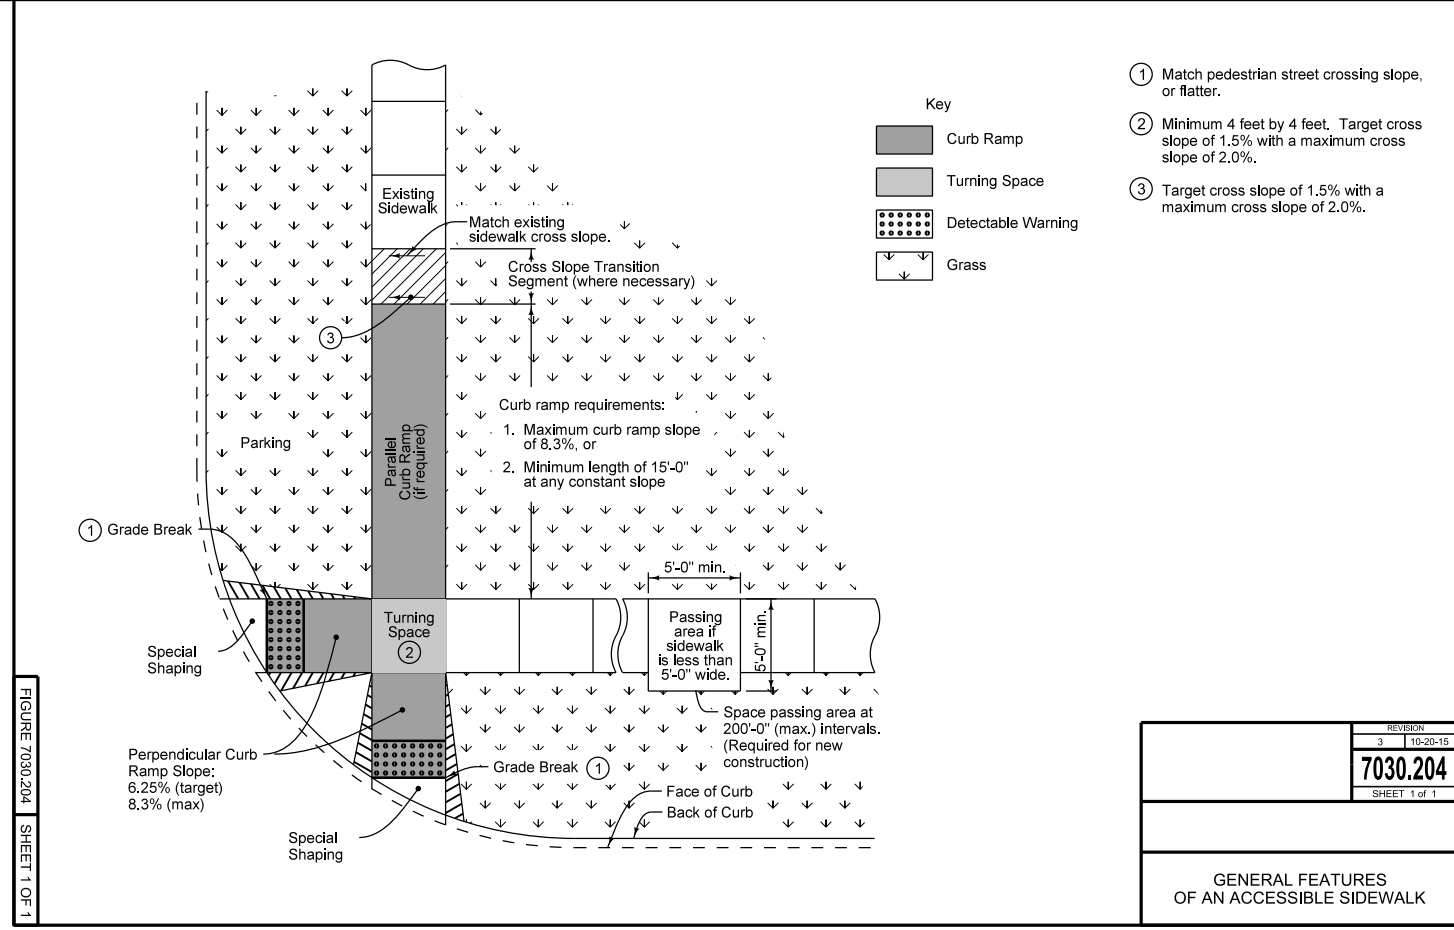 Key
Curb Ramp
Turning Space
Detectable Warning
Grass
1 Match pedestrian street crossing slope,
or flatter.
2 Minimum 4 feet by 4 feet. Target cross
slope of 1.5% with a maximum cross
slope of 2.0%.
3 Target cross slope of 1.5% with a
maximum cross slope of 2.0%.
Existing
Sidewalk
Match existing
sidewalk cross slope.
Cross Slope Transition
Segment (where necessary)
3
Curb ramp requirements:
1. Maximum curb ramp slope
of 8.3%, or
2. Minimum length of 15'-0"
at any constant slope
Parking
Parallel
Curb Ramp
(if required)
1 Grade Break
5'-0" min.
Turning
Space
2
Passing
area if
sidewalk
is less than
5'-0" wide.
5'-0" min.
Special
Shaping
Space passing area at
200'-0" (max.) intervals.
(Required for new
construction)
Perpendicular Curb
Ramp Slope:
6.25% (target)
8.3% (max)
Grade Break 1
Face of Curb
Back of Curb
Special
Shaping
FIGURE 7030.204
SHEET 1 OF 1
REVISION
3 10-20-15
7030.204
SHEET 1 of 1
GENERAL FEATURES
OF AN ACCESSIBLE SIDEWALK